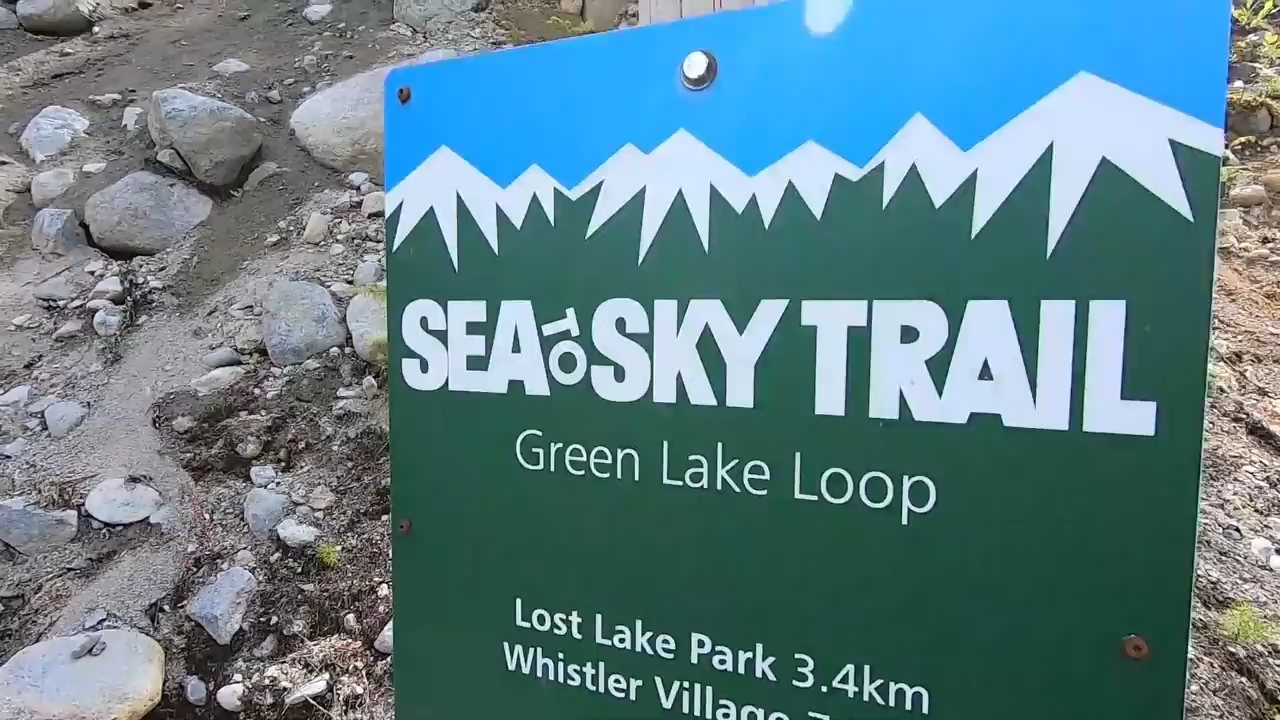 SEA TO SKY TRAIL
Green Lake Loop
Lost Lake Park 3.4km
Whistler Village